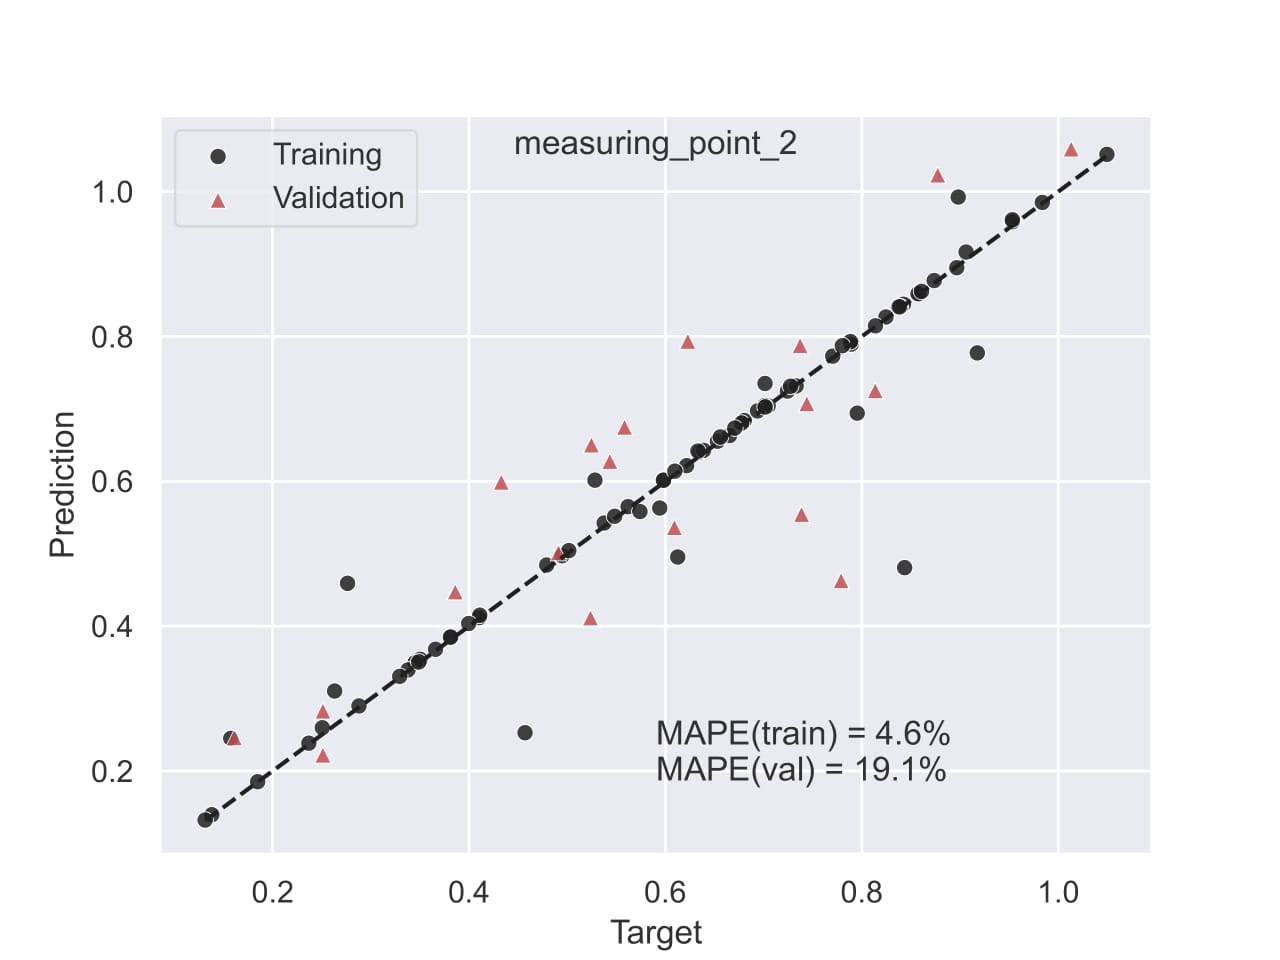 measuring_point_2
Training
Validation
1.0
0.8
0.6
0.4
0.2
Prediction
MAPE(train) = 4.6%
MAPE(val) = 19.1%
0.2 0.4 0.6 0.8 1.0
Target